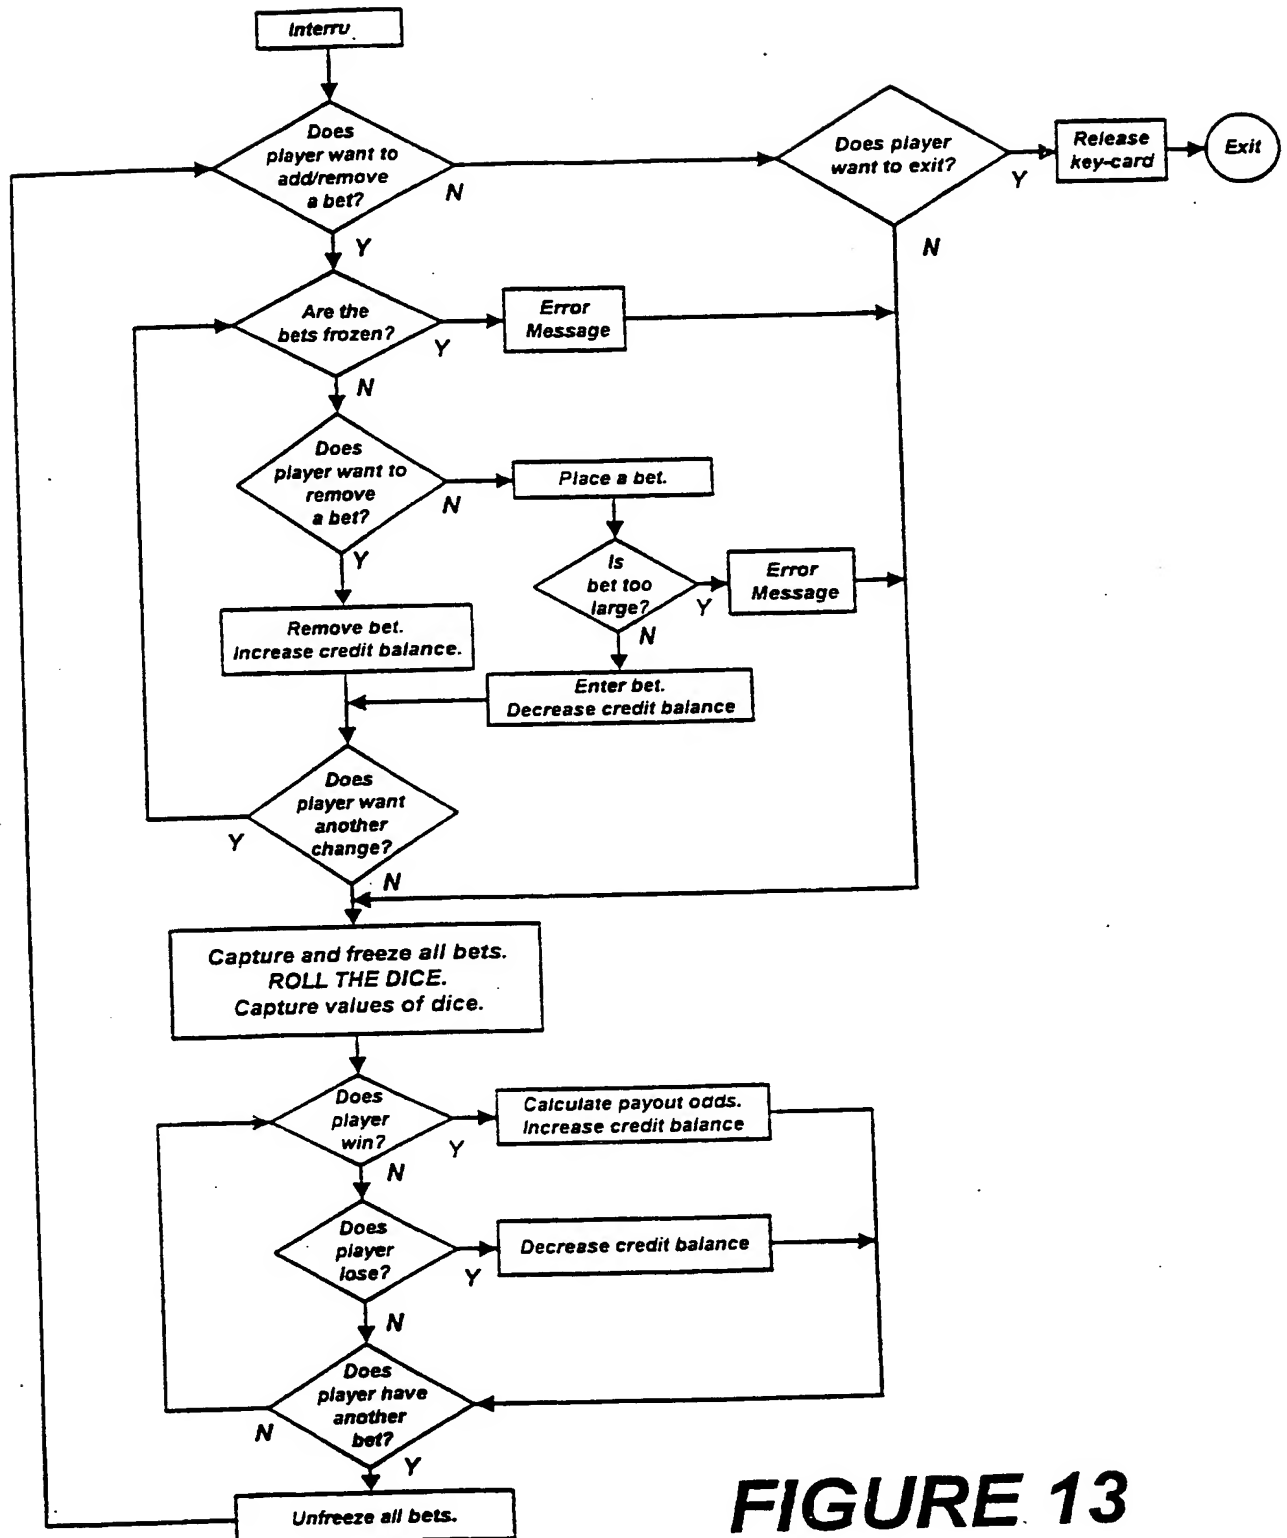 Interru
Does
player want to
add/remove
a bet?
N
Y
Does player
want to exit?
Y
N
Release
key-card
Exit
Are the
bets frozen?
Y
N
Error
Message
Does
player want to
remove
a bet?
N
Y
Place a bet.
Is
bet too
large?
Y
N
Error
Message
Remove bet.
Increase credit balance.
Enter bet.
Decrease credit balance
Does
player want
another
change?
Y
N
Capture and freeze all bets.
ROLL THE DICE.
Capture values of dice.
Does
player
win?
Y
N
Calculate payout odds.
Increase credit balance
Does
player
lose?
Y
N
Decrease credit balance
Does
player have
another
bet?
N
Y
Unfreeze all bets.
FIGURE 13